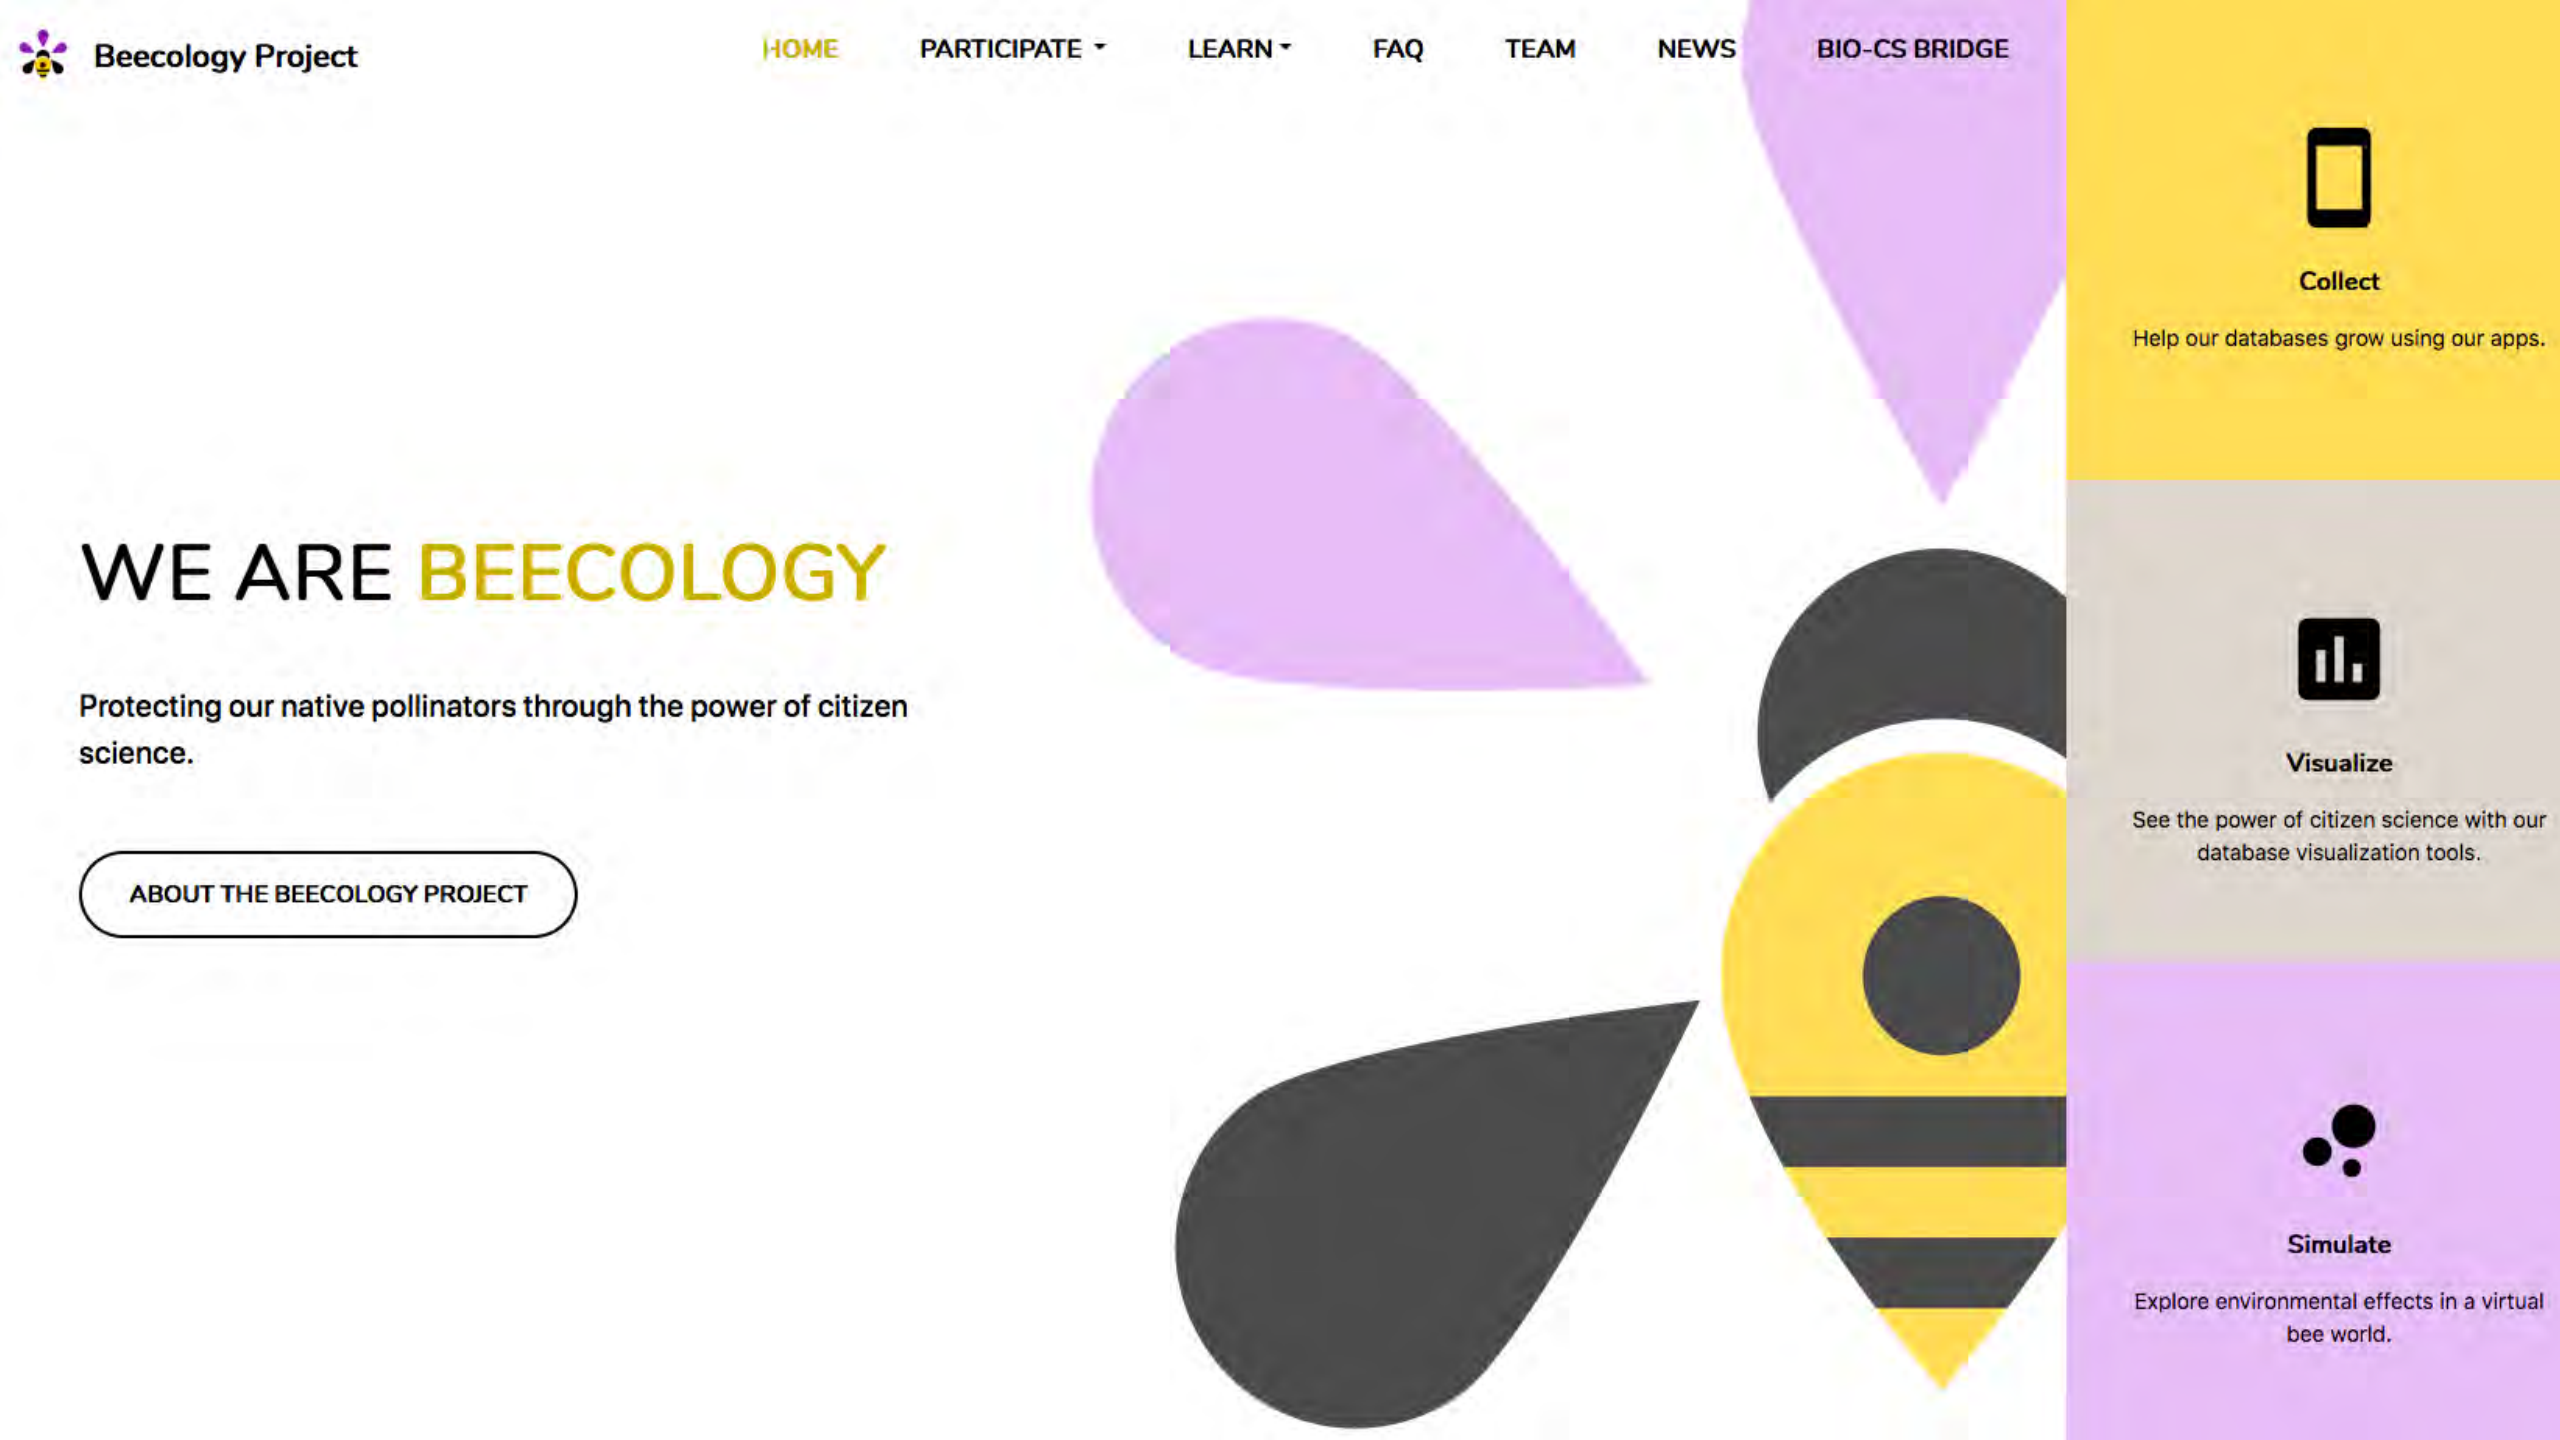 Beecology Project
HOME
PARTICIPATE
LEARN
FAQ
TEAM
NEWS
BIO-CS BRIDGE
WE ARE BEECOLOGY
Protecting our native pollinators through the power of citizen
science.
ABOUT THE BEECOLOGY PROJECT
Collect
Help our databases grow using our apps.
Visualize
See the power of citizen science with our
database visualization tools.
Simulate
Explore environmental effects in a virtual
bee world.